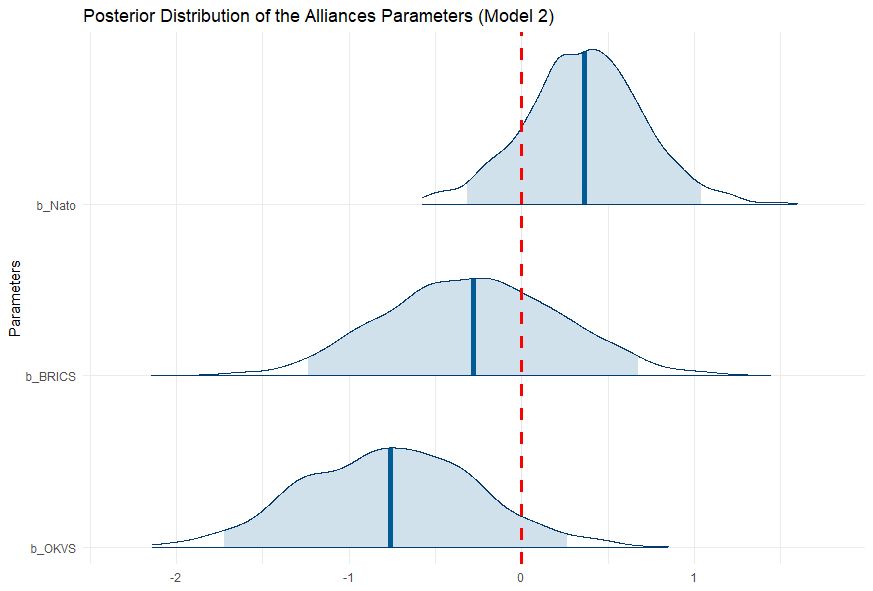 Posterior Distribution of the Alliances Parameters (Model 2)
Parameters
b_Nato
b_BRICS
b_OKVS
-2
-1
0
1